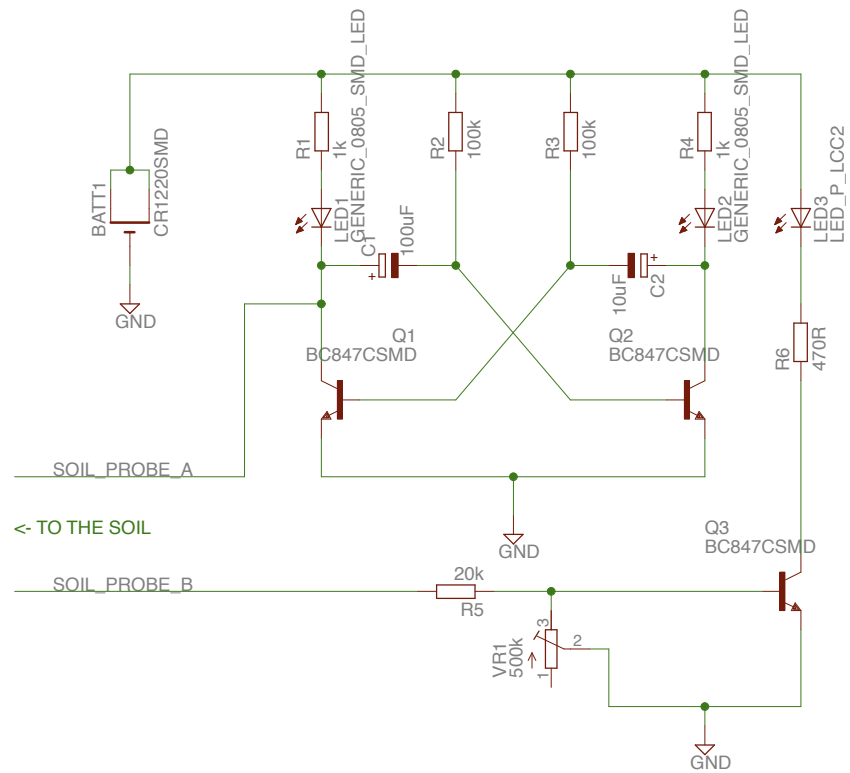 BATT1
CR1220SMD
GND
R1
1k
LED1
GENERIC_0805_SMD_LED
C1
100uF
+
R2
100k
R3
100k
R4
1k
LED2
GENERIC_0805_SMD_LED
10uF
C2
+
LED3
LED_P_LCC2
R6
470R
Q1
BC847CSMD
Q2
BC847CSMD
SOIL_PROBE_A
<- TO THE SOIL
GND
Q3
BC847CSMD
SOIL_PROBE_B
20k
R5
VR1
500k
3
2
1
GND